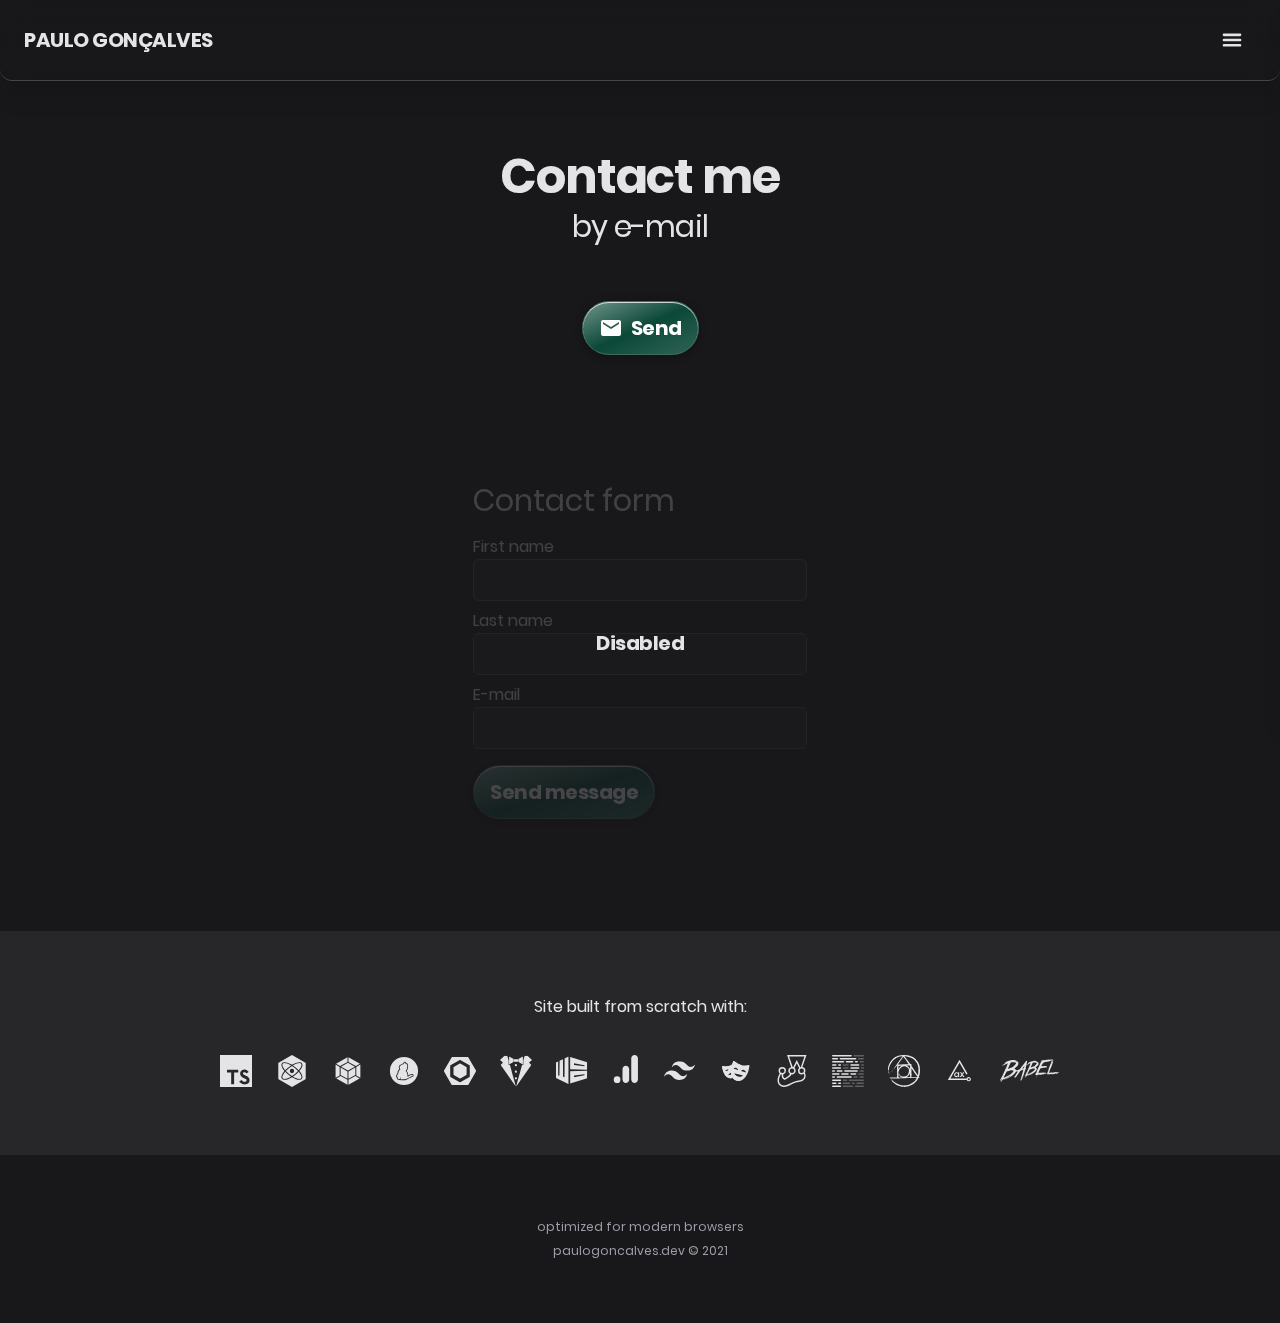 PAULO GONÇALVES
Contact me
by e-mail
Send
Contact form
First name
Last name
Disabled
E-mail
Send message
Site built from scratch with:
TS
ax
BABEL
optimized for modern browsers
paulogoncalves.dev © 2021